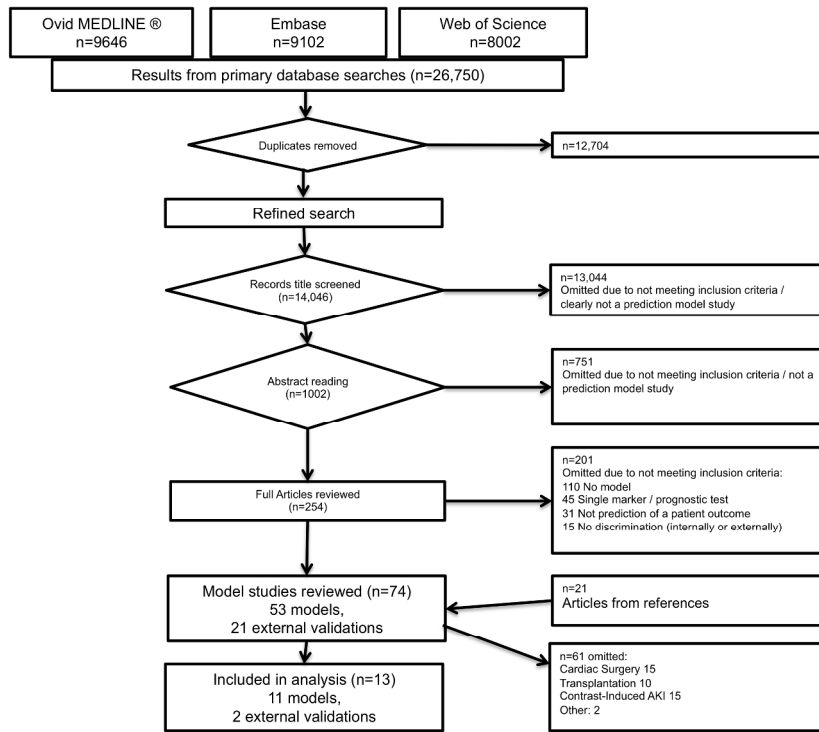 Ovid MEDLINE ®
n=9646
Embase
n=9102
Web of Science
n=8002
Results from primary database searches (n=26,750)
Duplicates removed
n=12,704
Refined search
Records title screened
(n=14,046)
n=13,044
Omitted due to not meeting inclusion criteria /
clearly not a prediction model study
Abstract reading
(n=1002)
n=751
Omitted due to not meeting inclusion criteria / not a
prediction model study
Full Articles reviewed
(n=254)
n=201
Omitted due to not meeting inclusion criteria:
110 No model
45 Single marker / prognostic test
31 Not prediction of a patient outcome
15 No discrimination (internally or externally)
Model studies reviewed (n=74)
53 models,
21 external validations
n=21
Articles from references
n=61 omitted:
Cardiac Surgery 15
Transplantation 10
Contrast-Induced AKI 15
Other: 2
Included in analysis (n=13)
11 models,
2 external validations